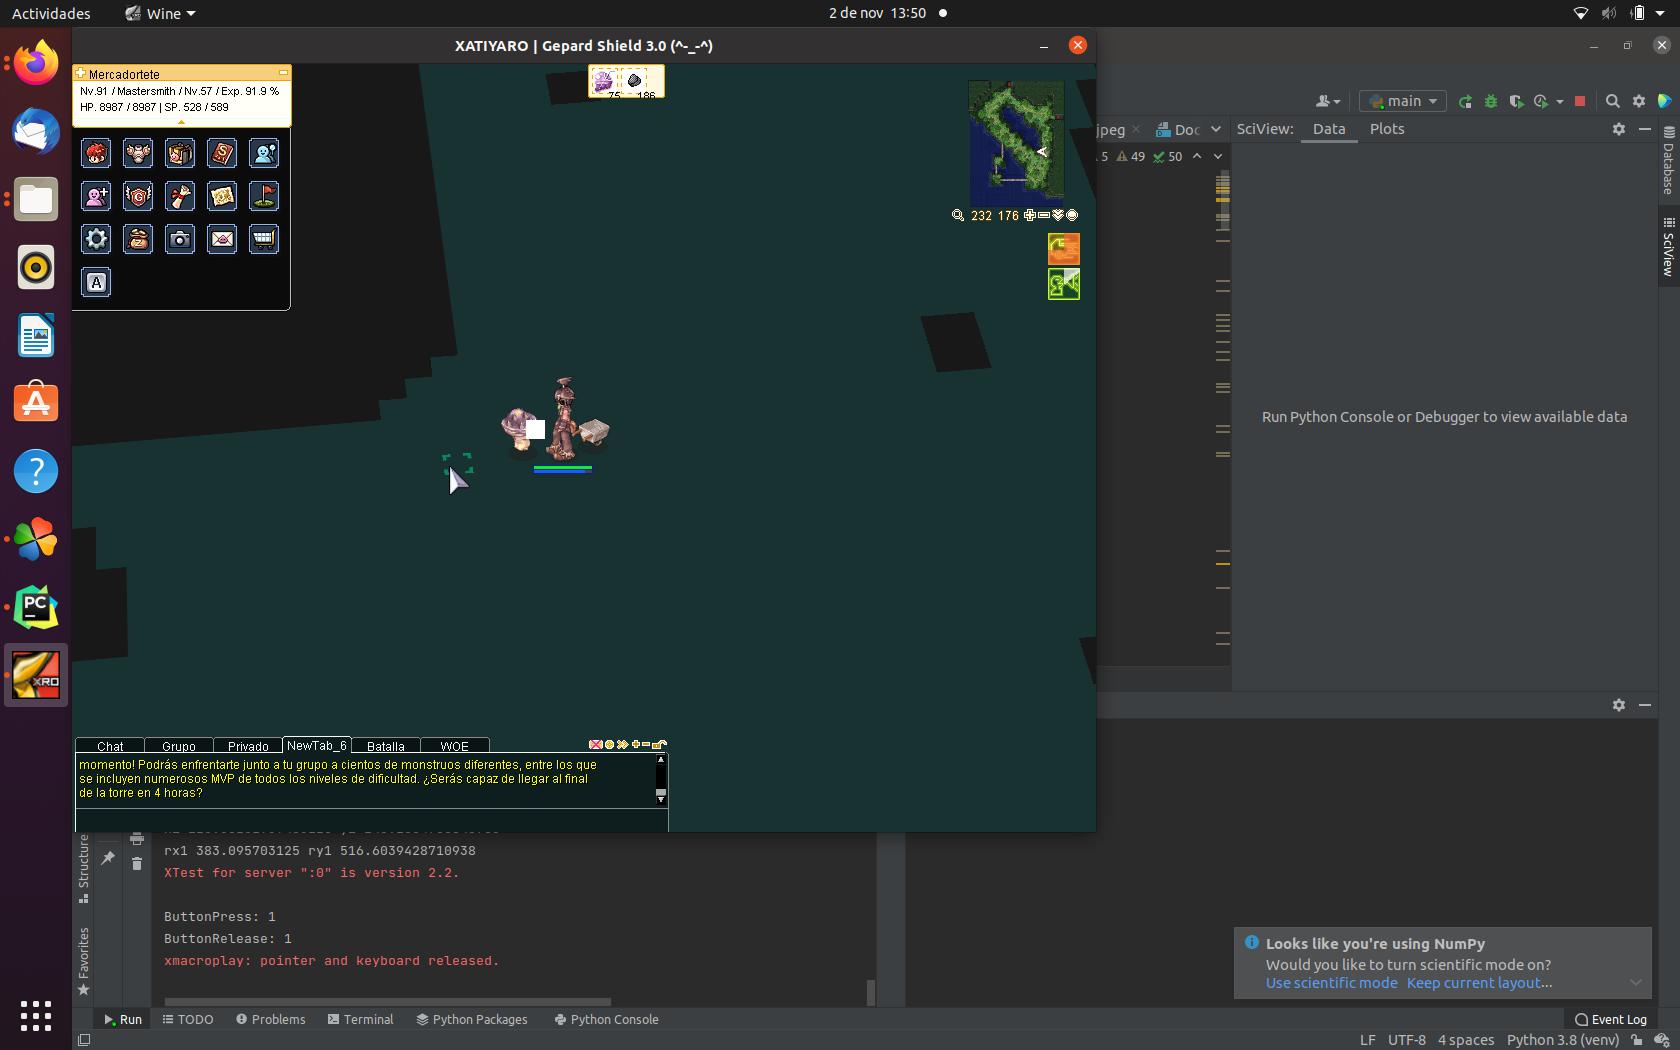 Actividades
Wine
2 de nov 13:50
XATIYARO | Gepard Shield 3.0 (^-_-^)
Mercadortete
Nv.91 / Mastersmith / Nv.57 / Exp. 91.9 %
HP. 8987 / 8987 | SP. 528 / 589
75 186
232 176
A
main
jpeg
Doc
SciView:
Data
Plots
5 49 50
Database
SciView
Run Python Console or Debugger to view available data
PC
XRO
Chat
Grupo
Privado
NewTab_6
Batalla
WOE
momento! Podrás enfrentarte junto a tu grupo a cientos de monstruos diferentes, entre los que
se incluyen numerosos MVP de todos los niveles de dificultad. ¿Serás capaz de llegar al final
de la torre en 4 horas?
Structure
Favorites
rx1 383.095703125 ry1 516.6039428710938
XTest for server ":0" is version 2.2.
ButtonPress: 1
ButtonRelease: 1
xmacroplay: pointer and keyboard released.
Looks like you're using NumPy
Would you like to turn scientific mode on?
Use scientific mode Keep current layout...
Run
TODO
Problems
Terminal
Python Packages
Python Console
Event Log
LF UTF-8 4 spaces Python 3.8 (venv)